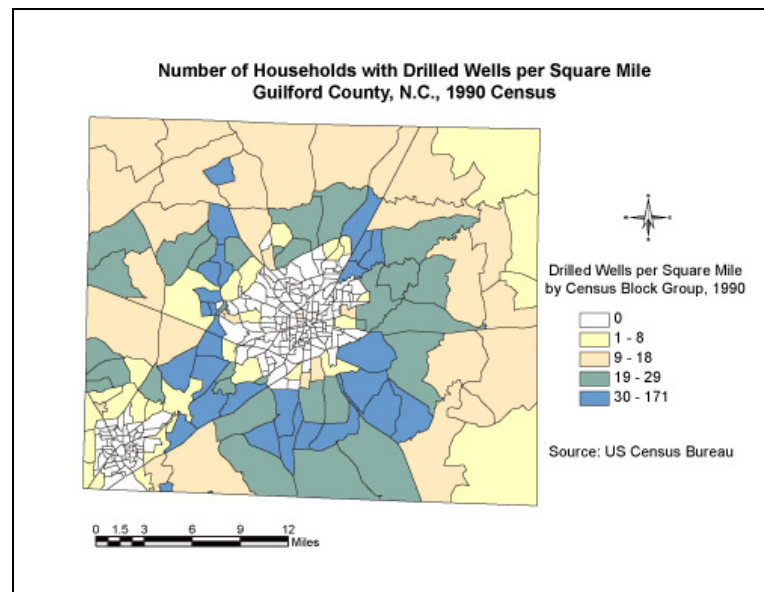 Number of Households with Drilled Wells per Square Mile
Guilford County, N.C., 1990 Census
Drilled Wells per Square Mile
by Census Block Group, 1990
0
1 - 8
9 - 18
19 - 29
30 - 171
Source: US Census Bureau
0 1.5 3 6 9 12
Miles